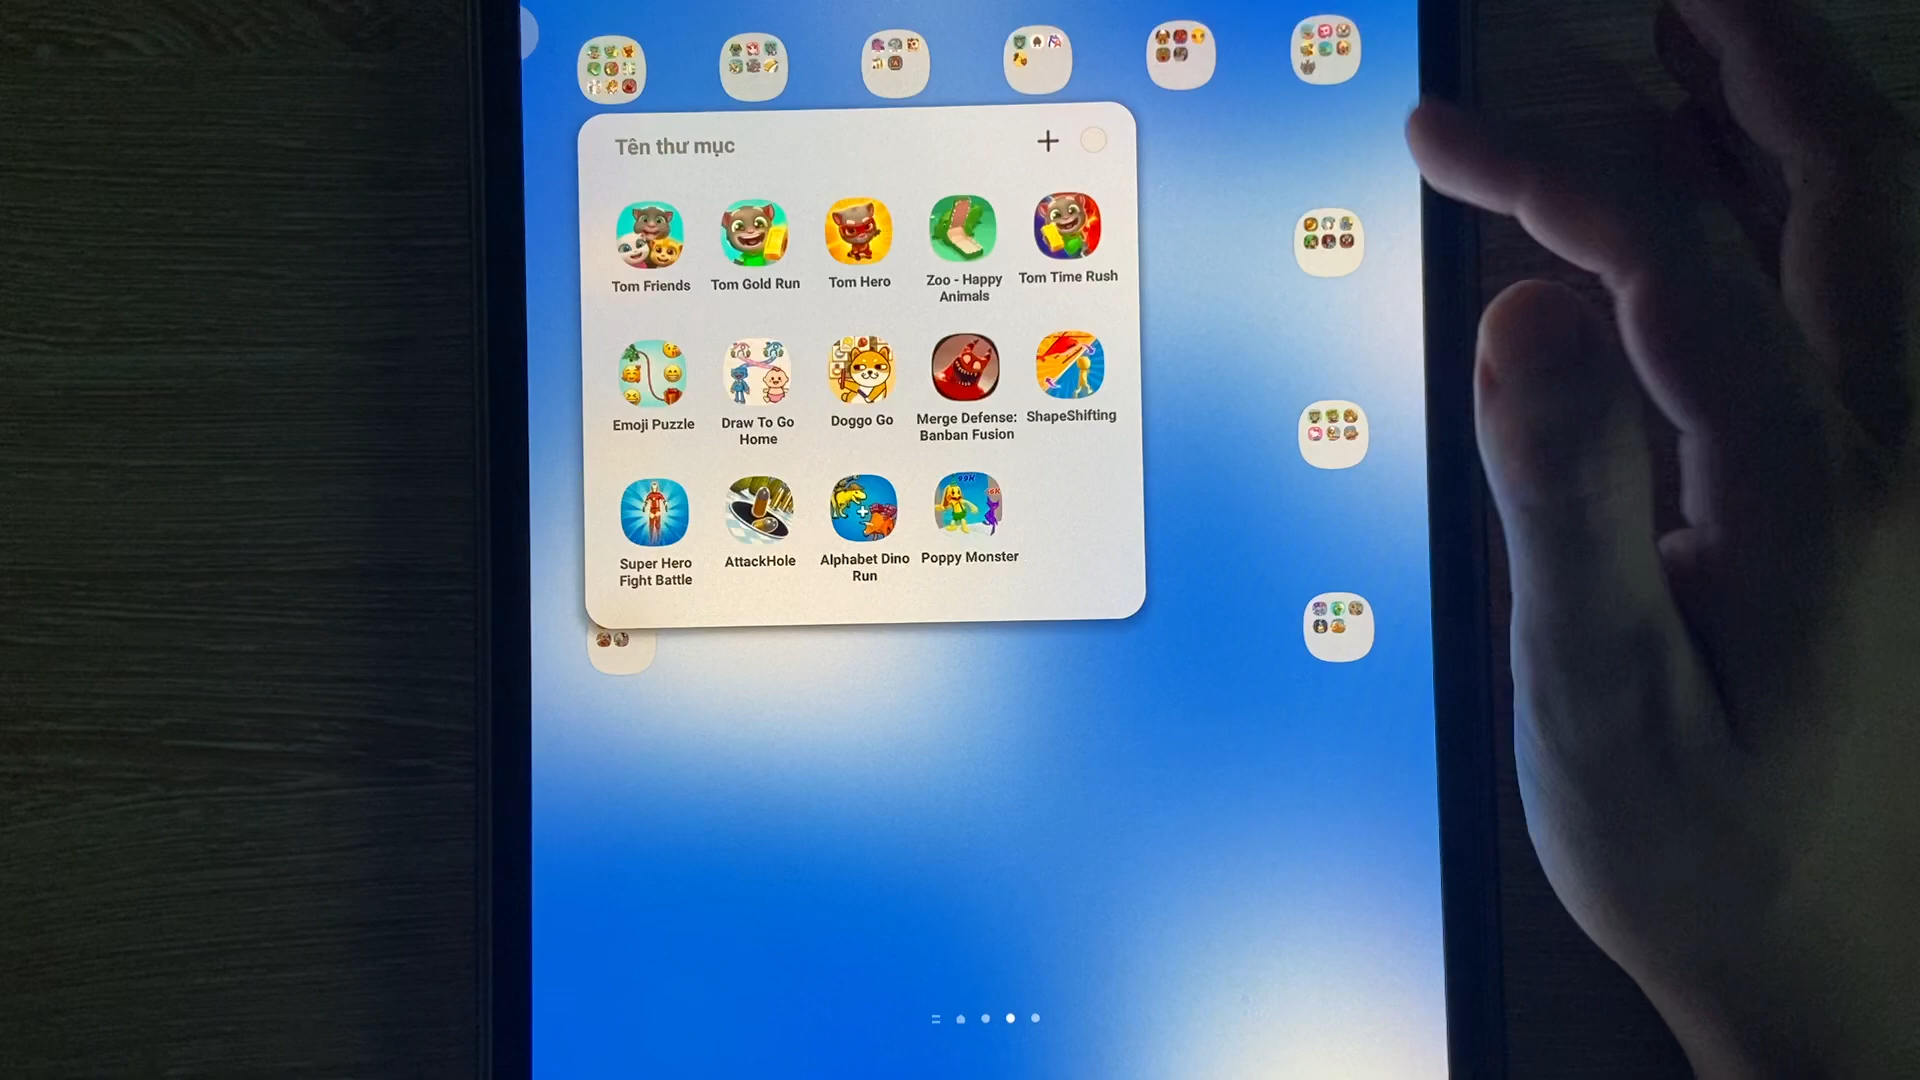 Tên thư mục
Tom Friends
Tom Gold Run
Tom Hero
Zoo - Happy
Animals
Tom Time Rush
Emoji Puzzle
Draw To Go
Home
Doggo Go
Merge Defense:
Banban Fusion
ShapeShifting
Super Hero
Fight Battle
AttackHole
Alphabet Dino
Run
99K
Poppy Monster